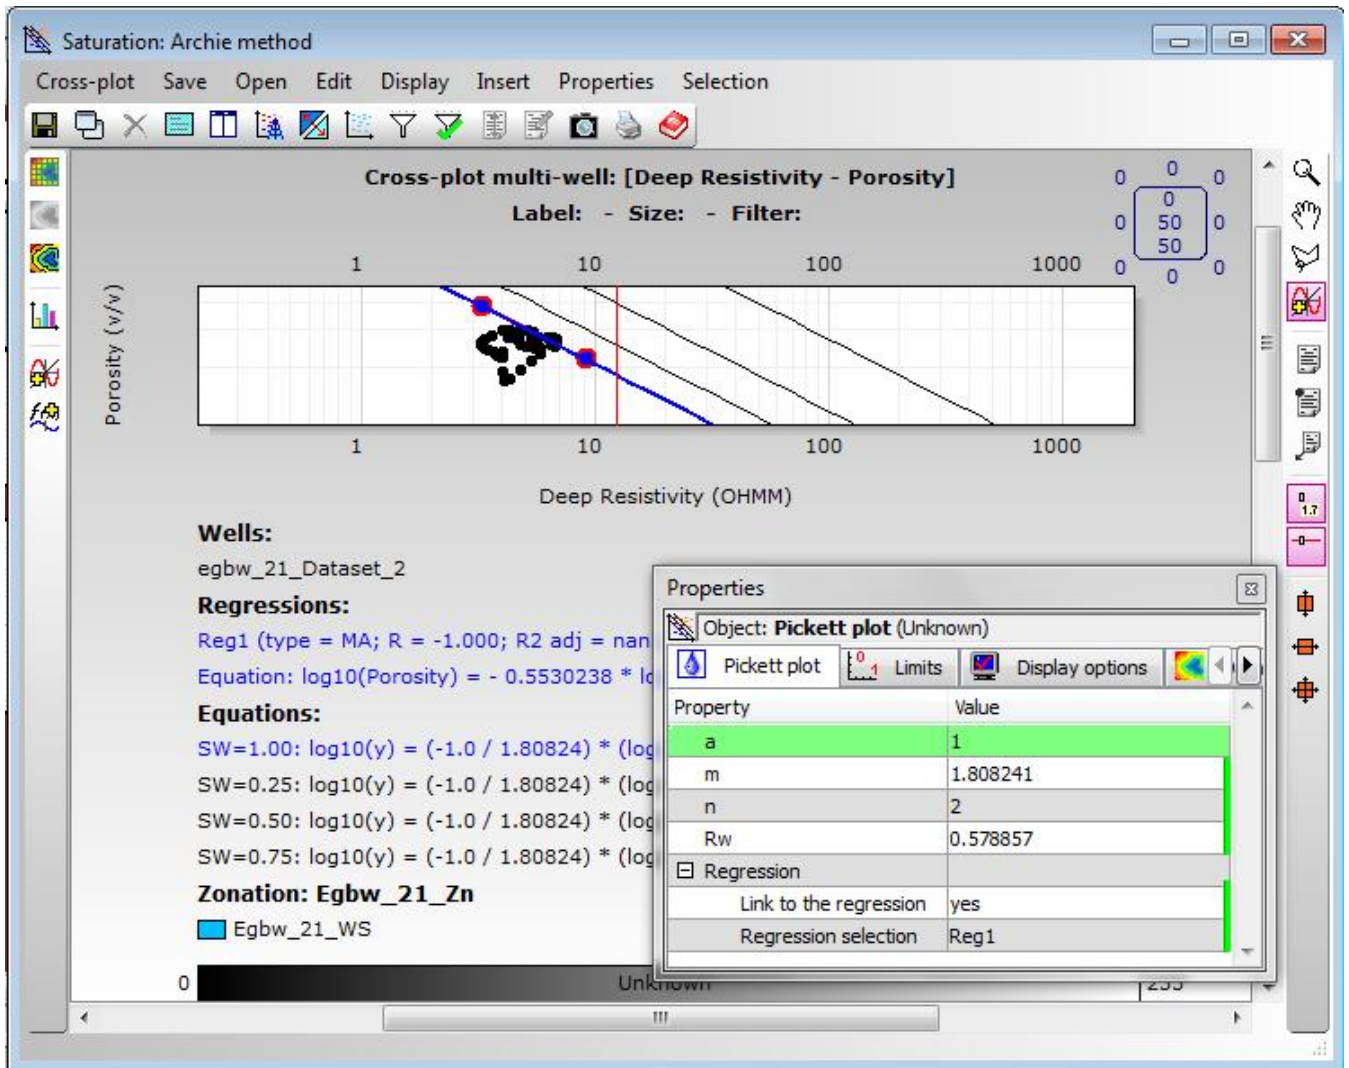 Saturation: Archie method
Cross-plot Save Open Edit Display Insert Properties Selection
Cross-plot multi-well: [Deep Resistivity - Porosity]
Label: - Size: - Filter:
0 0 0
0 0 50 50 0
0 0 0
1 10 100 1000
Porosity (v/v)
1 10 100 1000
Deep Resistivity (OHMM)
Wells:
egbw_21_Dataset_2
Regressions:
Reg1 (type = MA; R = -1.000; R2 adj = nan
Equation: log10(Porosity) = - 0.5530238 *
Equations:
SW=1.00: log10(y) = (-1.0 / 1.80824) * (log
SW=0.25: log10(y) = (-1.0 / 1.80824) * (log
SW=0.50: log10(y) = (-1.0 / 1.80824) * (log
SW=0.75: log10(y) = (-1.0 / 1.80824) * (log
Zonation: Egbw_21_Zn
Egbw_21_WS
0 Unknown 255
Properties
Object: Pickett plot (Unknown)
Pickett plot Limits Display options
Property Value
a 1
m 1.808241
n 2
Rw 0.578857
Regression
Link to the regression yes
Regression selection Reg1
0
1.7